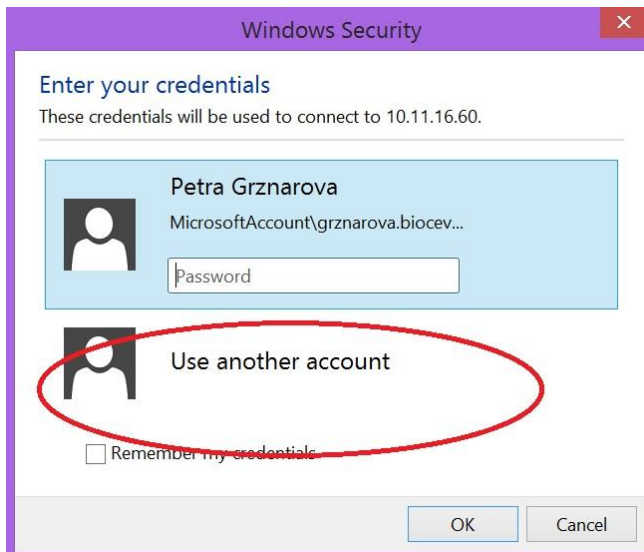 Windows Security
Enter your credentials
These credentials will be used to connect to 10.11.16.60.
Petra Grznarova
MicrosoftAccount\grznarova.biocev...
Password
Use another account
Remember my credentials
OK
Cancel